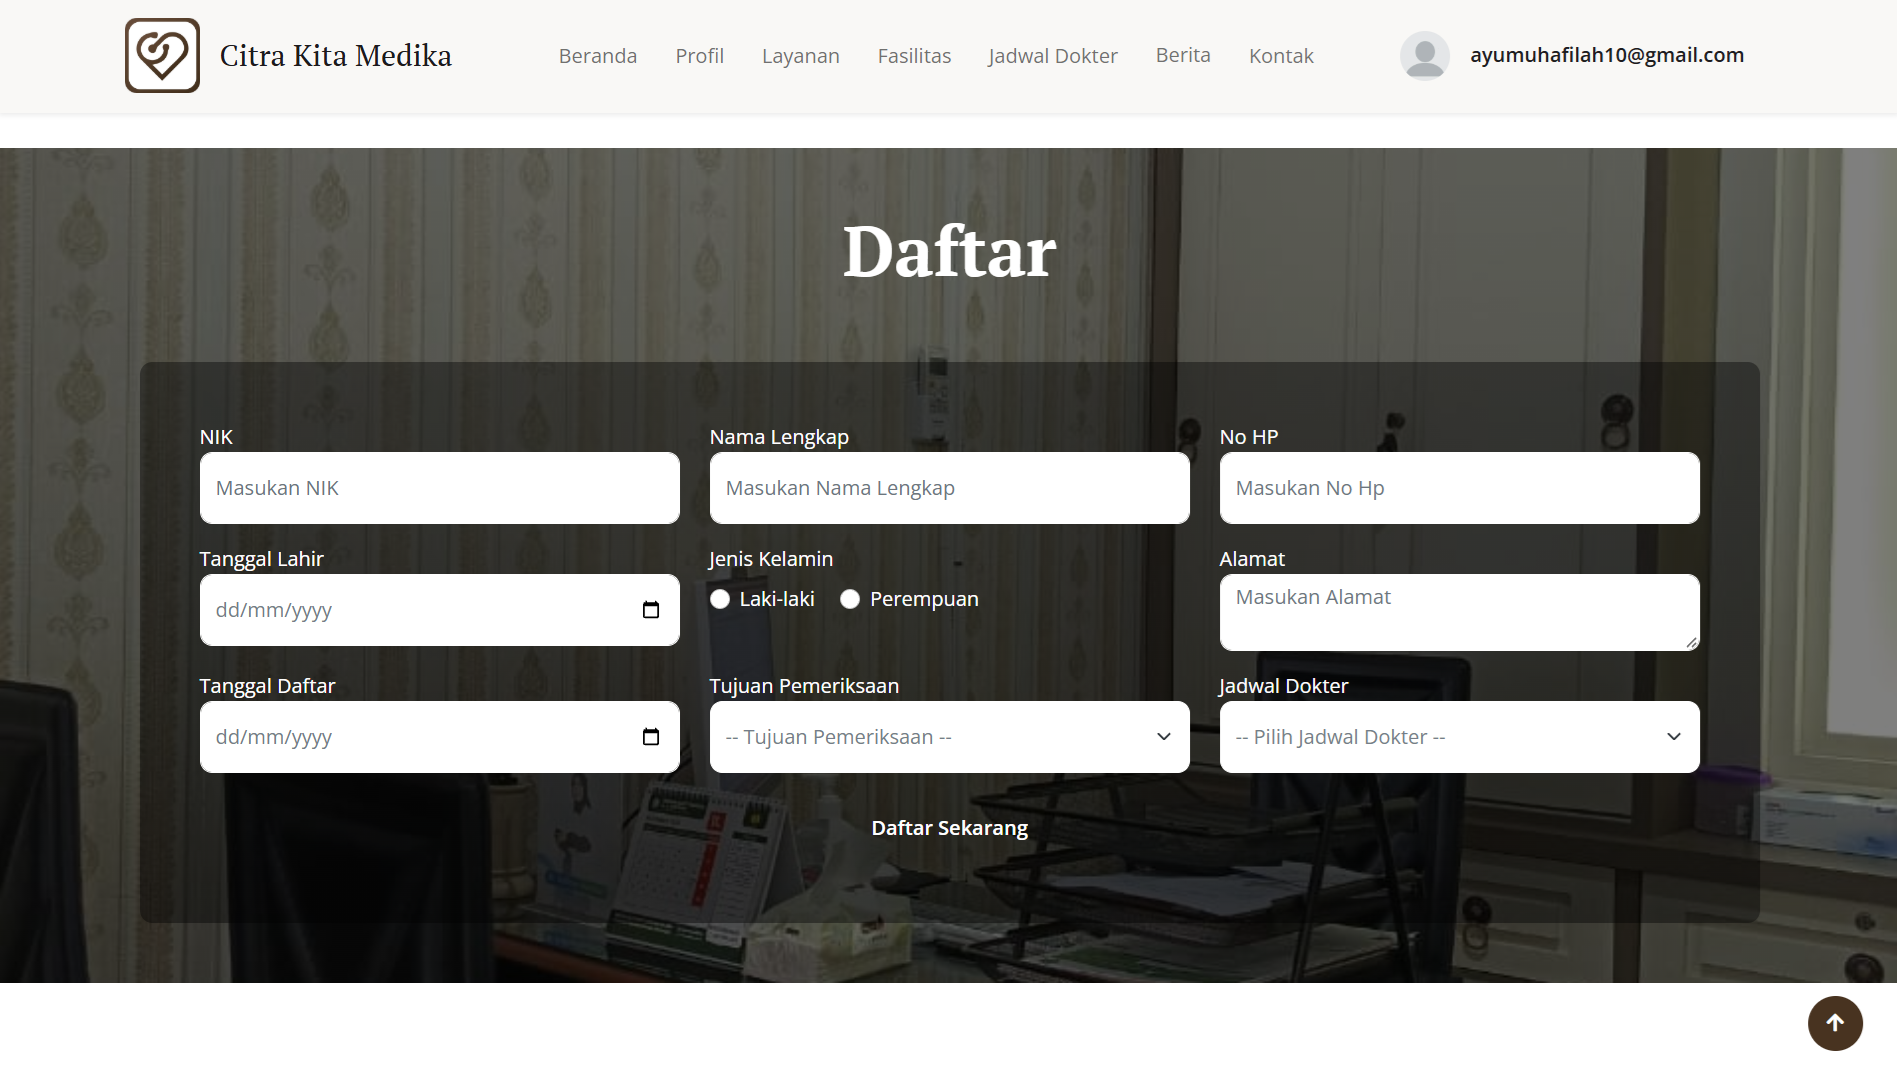 Citra Kita Medika
Beranda Profil Layanan Fasilitas Jadwal Dokter Berita Kontak
ayumuhafilah10@gmail.com
Daftar
NIK Nama Lengkap No HP
Masukan NIK Masukan Nama Lengkap Masukan No Hp
Tanggal Lahir Jenis Kelamin Alamat
dd/mm/yyyy Laki-laki Perempuan Masukan Alamat
Tanggal Daftar Tujuan Pemeriksaan Jadwal Dokter
dd/mm/yyyy -- Tujuan Pemeriksaan -- -- Pilih Jadwal Dokter --
Daftar Sekarang